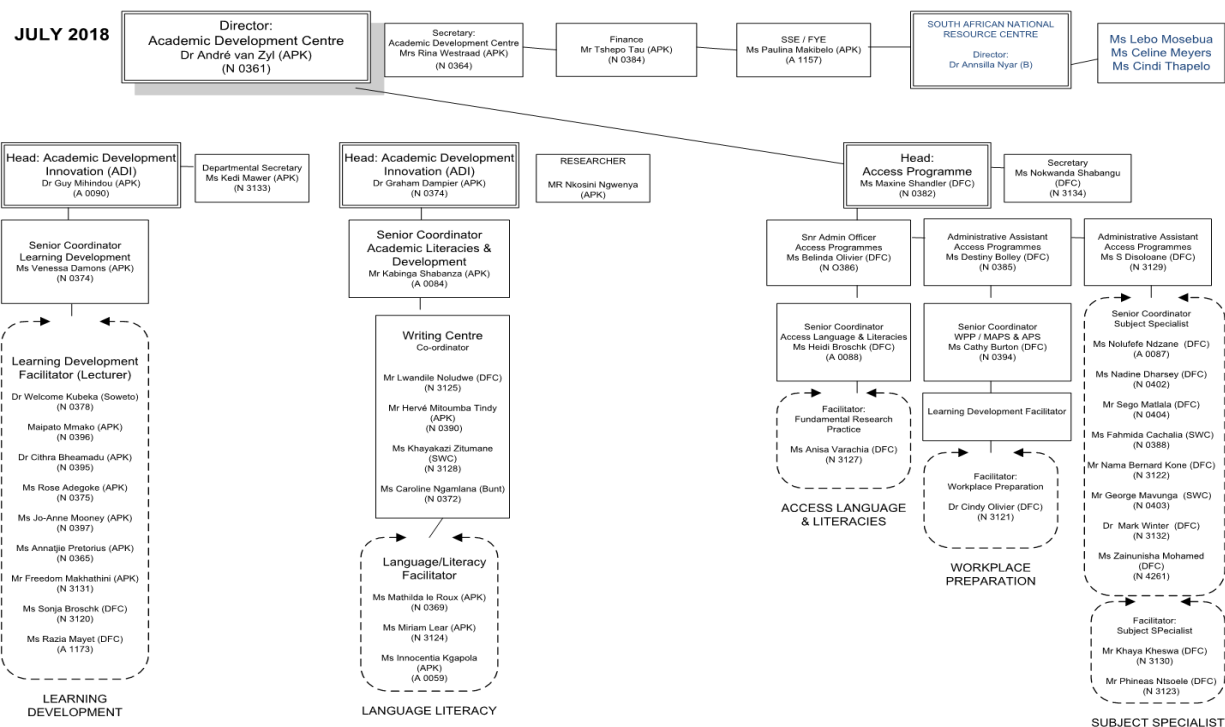 JULY 2018
Director:
Academic Development Centre
Dr André van Zyl (APK)
(N 0361)
Secretary:
Academic Development Centre
Mrs Rina Westraad (APK)
(N 0364)
Finance
Mr Tshepo Tau (APK)
(N 0384)
SSE / FYE
Ms Paulina Makibelo (APK)
(A 1157)
SOUTH AFRICAN NATIONAL
RESOURCE CENTRE
Director:
Dr Annsilla Nyar (B)
Ms Lebo Mosebua
Ms Celine Meyers
Ms Cindi Thapelo
Head: Academic Development
Innovation (ADI)
Dr Guy Mihindou (APK)
(A 0090)
Departmental Secretary
Ms Kedi Mawer (APK)
(N 3133)
Head: Academic Development
Innovation (ADI)
Dr Graham Dampier (APK)
(N 0374)
RESEARCHER
MR Nkosini Ngwenya
(APK)
Head:
Access Programme
Ms Maxine Shandler (DFC)
(N 0382)
Secretary
Ms Nokwanda Shabangu
(DFC)
(N 3134)
Senior Coordinator
Learning Development
Ms Venessa Damons (APK)
(N 0374)
Senior Coordinator
Academic Literacies &
Development
Mr Kabinga Shabanza (APK)
(A 0084)
Snr Admin Officer
Access Programmes
Ms Belinda Olivier (DFC)
(N O386)
Administrative Assistant
Access Programmes
Ms Destiny Bolley (DFC)
(N 0385)
Administrative Assistant
Access Programmes
Ms S Disoloane (DFC)
(N 3129)
Learning Development
Facilitator (Lecturer)
Dr Welcome Kubeka (Soweto)
(N 0378)
Maipato Mmako (APK)
(N 0396)
Dr Cithra Bheamadu (APK)
(N 0395)
Ms Rose Adegoke (APK)
(N 0375)
Ms Jo-Anne Mooney (APK)
(N 0397)
Ms Annatjie Pretorius (APK)
(N 0365)
Mr Freedom Makhathini (APK)
(N 3131)
Ms Sonja Broschk (DFC)
(N 3120)
Ms Razia Mayet (DFC)
(A 1173)
LEARNING
DEVELOPMENT
Writing Centre
Co-ordinator
Mr Lwandile Noludwe (DFC)
(N 3125)
Mr Hervé Mitoumba Tindy
(APK)
(N 0390)
Ms Khayakazi Zitumane
(SWC)
(N 3128)
Ms Caroline Ngamlana (Bunt)
(N 0372)
Language/Literacy
Facilitator
Ms Mathilda le Roux (APK)
(N 0369)
Ms Miriam Lear (APK)
(N 3124)
Ms Innocentia Kgapola
(APK)
(A 0059)
LANGUAGE LITERACY
Senior Coordinator
Access Language & Literacies
Ms Heidi Broschk (DFC)
(A 0088)
Facilitator:
Fundamental Research
Practice
Ms Anisa Varachia (DFC)
(N 3127)
ACCESS LANGUAGE
& LITERACIES
Senior Coordinator
WPP / MAPS & APS
Ms Cathy Burton (DFC)
(N 0394)
Learning Development Facilitator
Facilitator:
Workplace Preparation
Dr Cindy Olivier (DFC)
(N 3121)
WORKPLACE
PREPARATION
Senior Coordinator
Subject Specialist
Ms Nolufefe Ndzane (DFC)
(A 0087)
Ms Nadine Dharsey (DFC)
(N 0402)
Mr Sego Matlala (DFC)
(N 0404)
Ms Fahmida Cachalia (SWC)
(N 0388)
Mr Nama Bernard Kone (DFC)
(N 3122)
Mr George Mavunga (SWC)
(N 0403)
Dr Mark Winter (DFC)
(N 3132)
Ms Zainunisha Mohamed
(DFC)
(N 4261)
Facilitator:
Subject SPecialist
Mr Khaya Kheswa (DFC)
(N 3130)
Mr Phineas Ntsoele (DFC)
(N 3123)
SUBJECT SPECIALIST